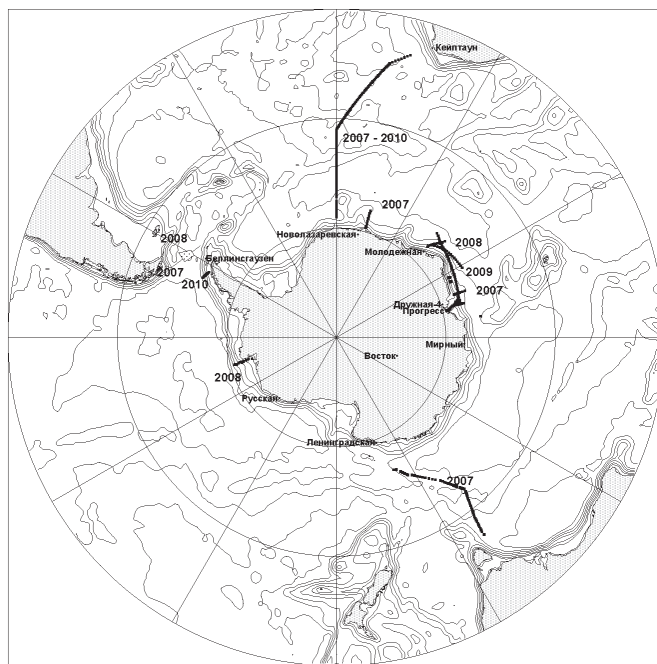 Кейптаун
2007 - 2010
2007
Новолазаревская
2008
Молодежная
2008
Беллинсгаузен
2009
2007
2010
2007
Дружная-4
Прогресс
Мирный
Восток
2008
Русская
Ленинградская
2007